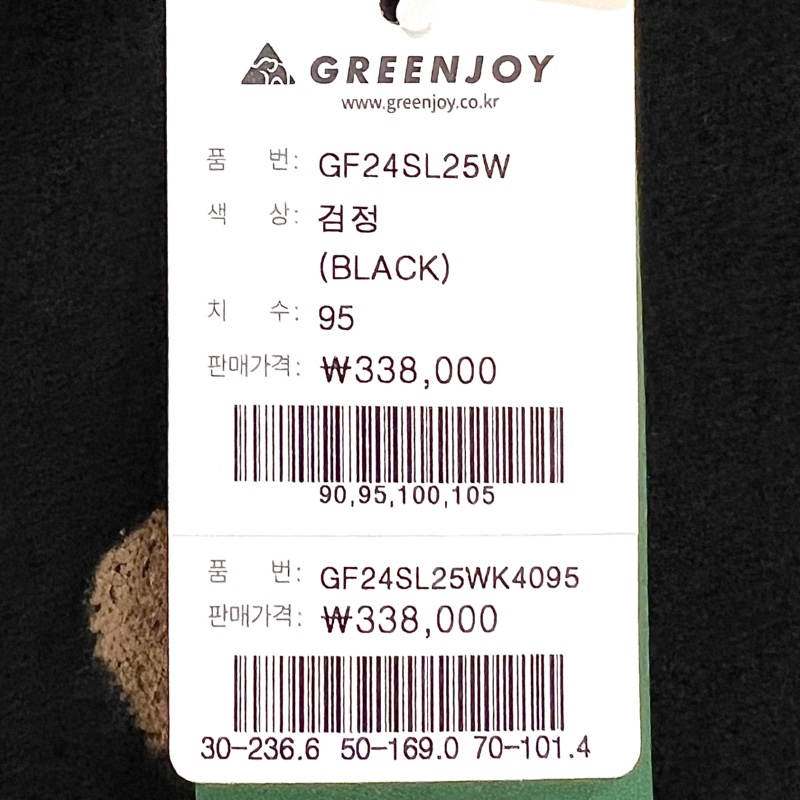 GREENJOY
www.greenjoy.co.kr
품 번: GF24SL25W
색 상: 검정
(BLACK)
치 수: 95
판매가격: ₩338,000
90,95,100,105
품 번: GF24SL25WK4095
판매가격: ₩338,000
30-236.6 50-169.0 70-101.4